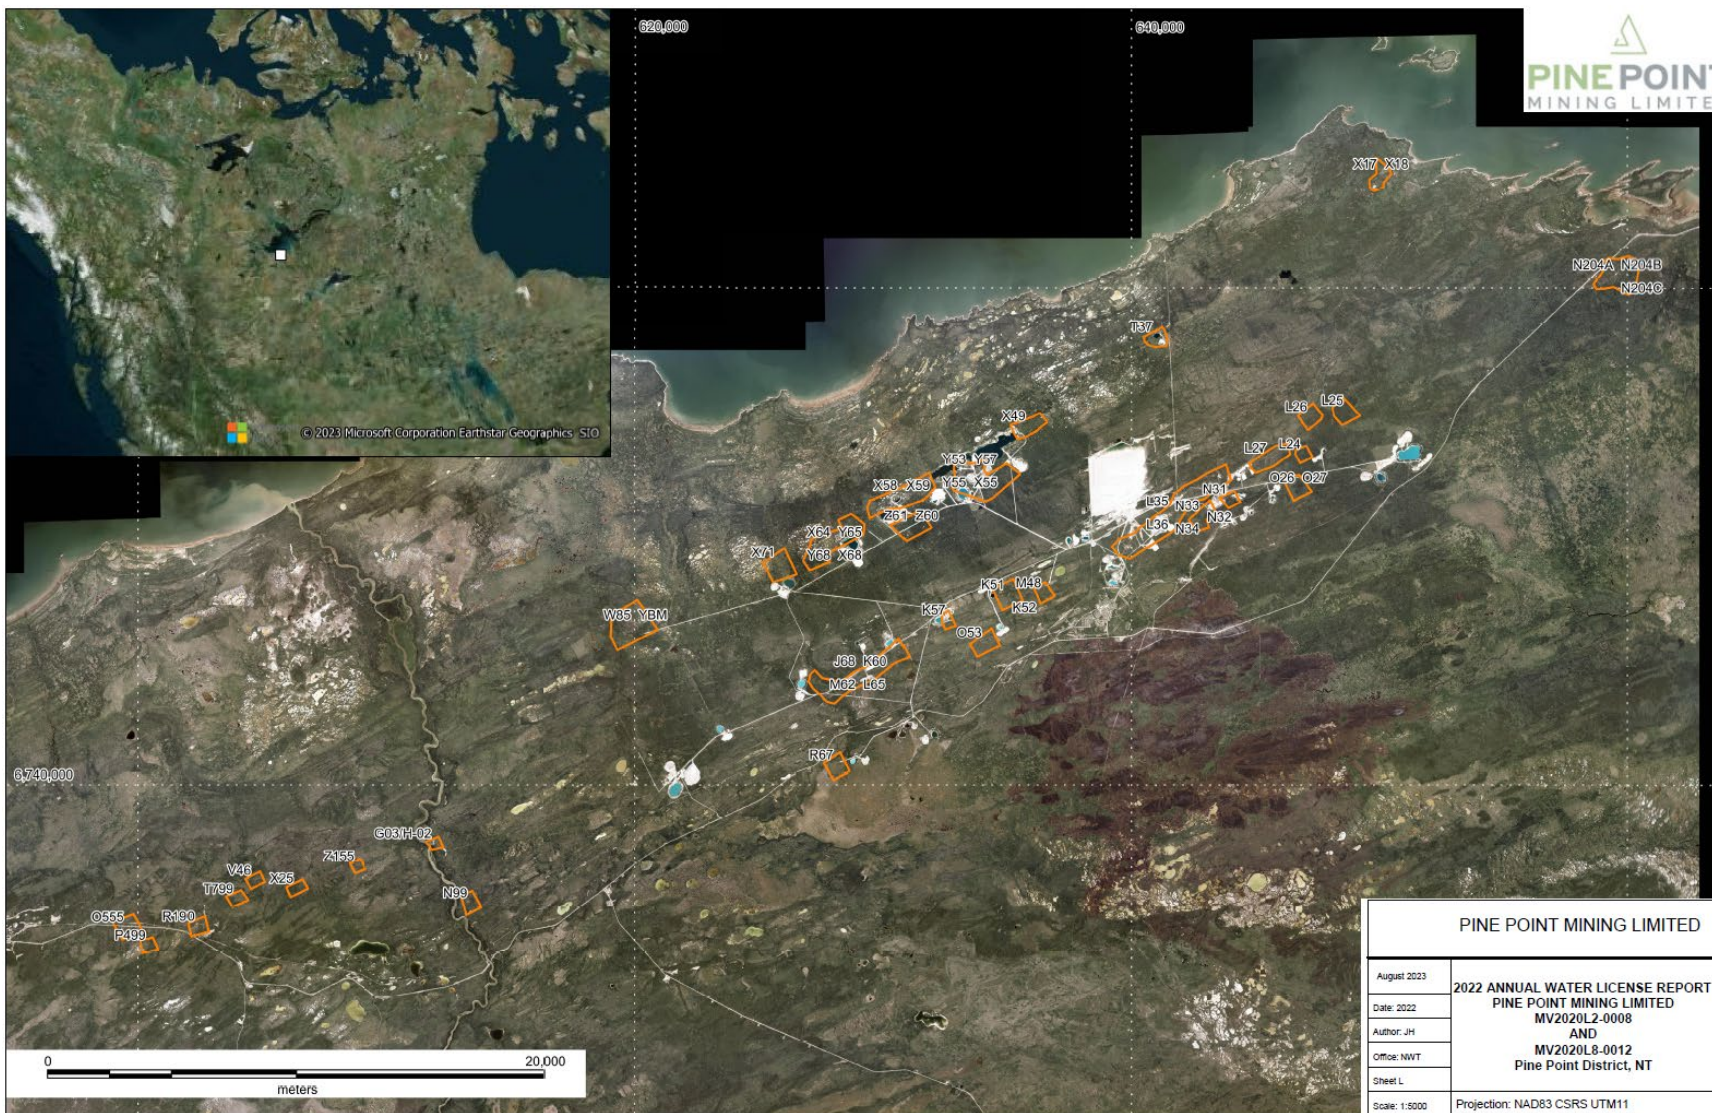 620,000
640,000
PINE POINT
MINING LIMITE
© 2023 Microsoft Corporation Earthstar Geographics SIO
X17 X18
N204A N204B
N204C
T37
L26 L25
X49
L27 L24
Y53 Y57
X58 X59 Y55 X55
O26 O27
L35 N31
N33
Z61 Z60
N32
L36 N34
X64 Y65
Y68 X68
X71
K51 M48
K52
W85 YBM
K57
O53
J68 K60
M62 L65
R67
6,740,000
G03/H-02
Z155
V46
X25
T799
N99
O555 R190
P499
0 20,000
meters
PINE POINT MINING LIMITED
August 2023
Date: 2022
Author: JH
Office: NWT
Sheet L
Scale: 1:5000
2022 ANNUAL WATER LICENSE REPORT
PINE POINT MINING LIMITED
MV2020L2-0008
AND
MV2020L8-0012
Pine Point District, NT
Projection: NAD83 CSRS UTM11